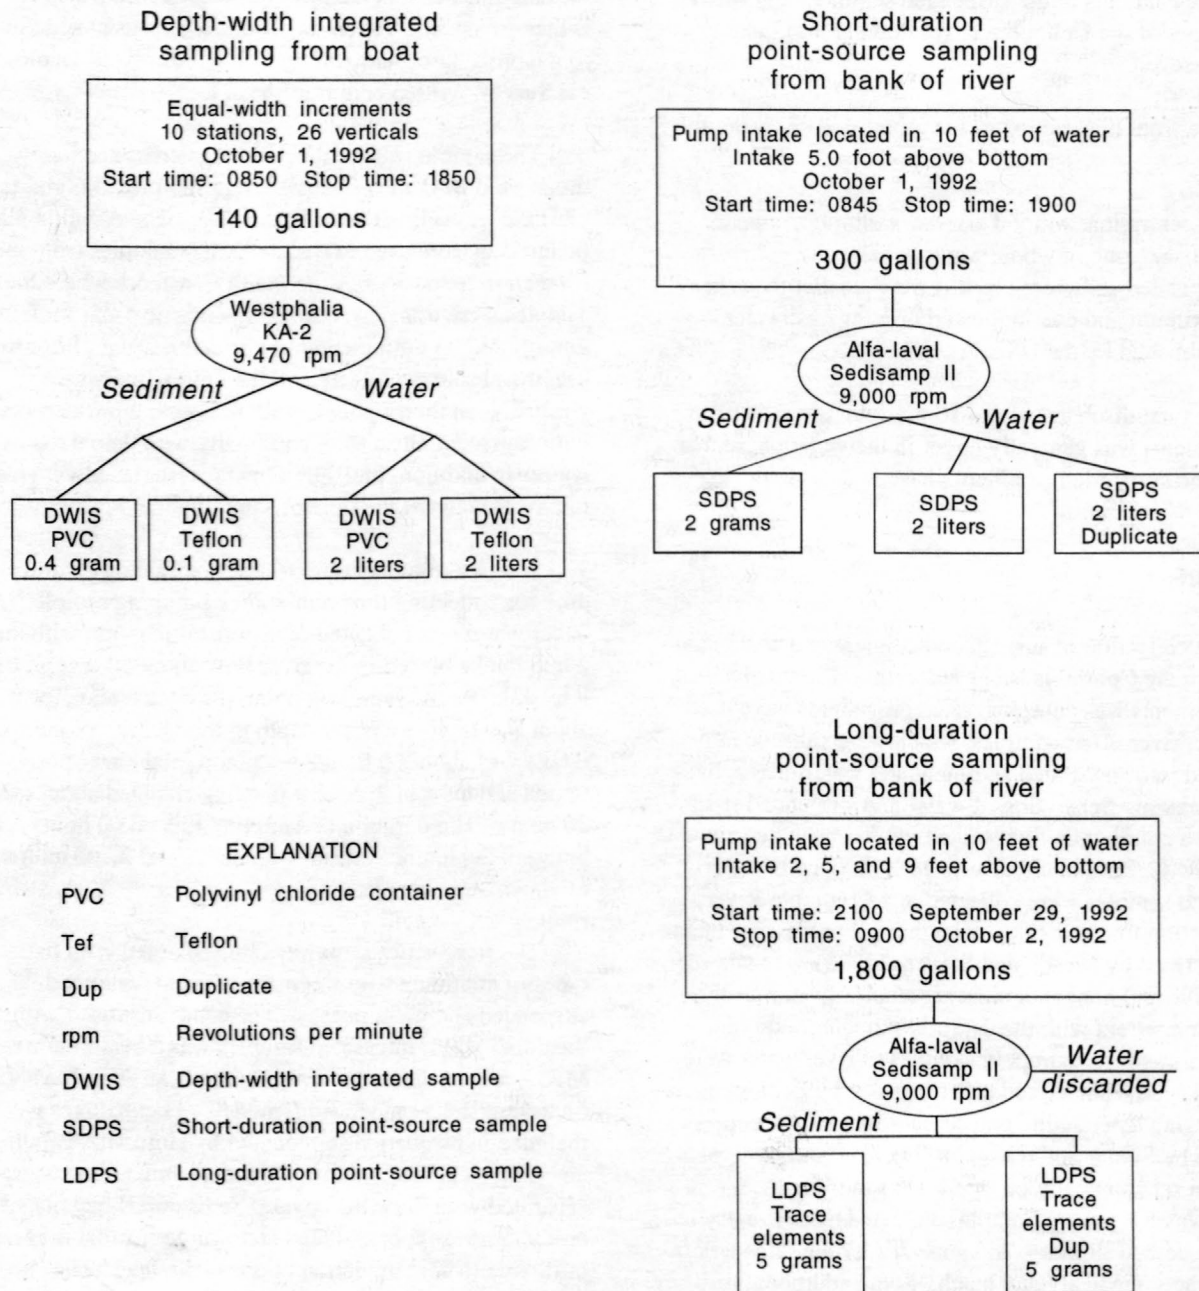 Depth-width integrated
sampling from boat
Equal-width increments
10 stations, 26 verticals
October 1, 1992
Start time: 0850 Stop time: 1850
140 gallons
Westphalia
KA-2
9,470 rpm
Sediment Water
DWIS
PVC
0.4 gram
DWIS
Teflon
0.1 gram
DWIS
PVC
2 liters
DWIS
Teflon
2 liters
Short-duration
point-source sampling
from bank of river
Pump intake located in 10 feet of water
Intake 5.0 foot above bottom
October 1, 1992
Start time: 0845 Stop time: 1900
300 gallons
Alfa-laval
Sedisamp II
9,000 rpm
Sediment Water
SDPS
2 grams
SDPS
2 liters
SDPS
2 liters
Duplicate
EXPLANATION
PVC Polyvinyl chloride container
Tef Teflon
Dup Duplicate
rpm Revolutions per minute
DWIS Depth-width integrated sample
SDPS Short-duration point-source sample
LDPS Long-duration point-source sample
Long-duration
point-source sampling
from bank of river
Pump intake located in 10 feet of water
Intake 2, 5, and 9 feet above bottom
Start time: 2100 September 29, 1992
Stop time: 0900 October 2, 1992
1,800 gallons
Alfa-laval
Sedisamp II
9,000 rpm
Water
discarded
Sediment
LDPS
Trace
elements
5 grams
LDPS
Trace
elements
Dup
5 grams